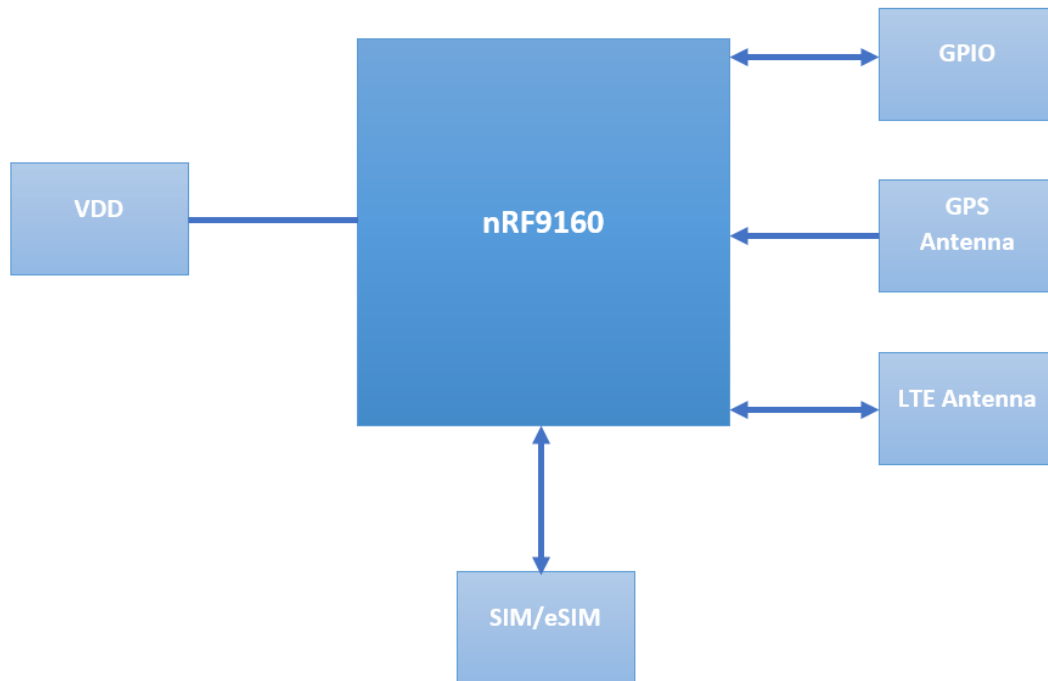 GPIO
VDD
nRF9160
GPS
Antenna
LTE Antenna
SIM/eSIM